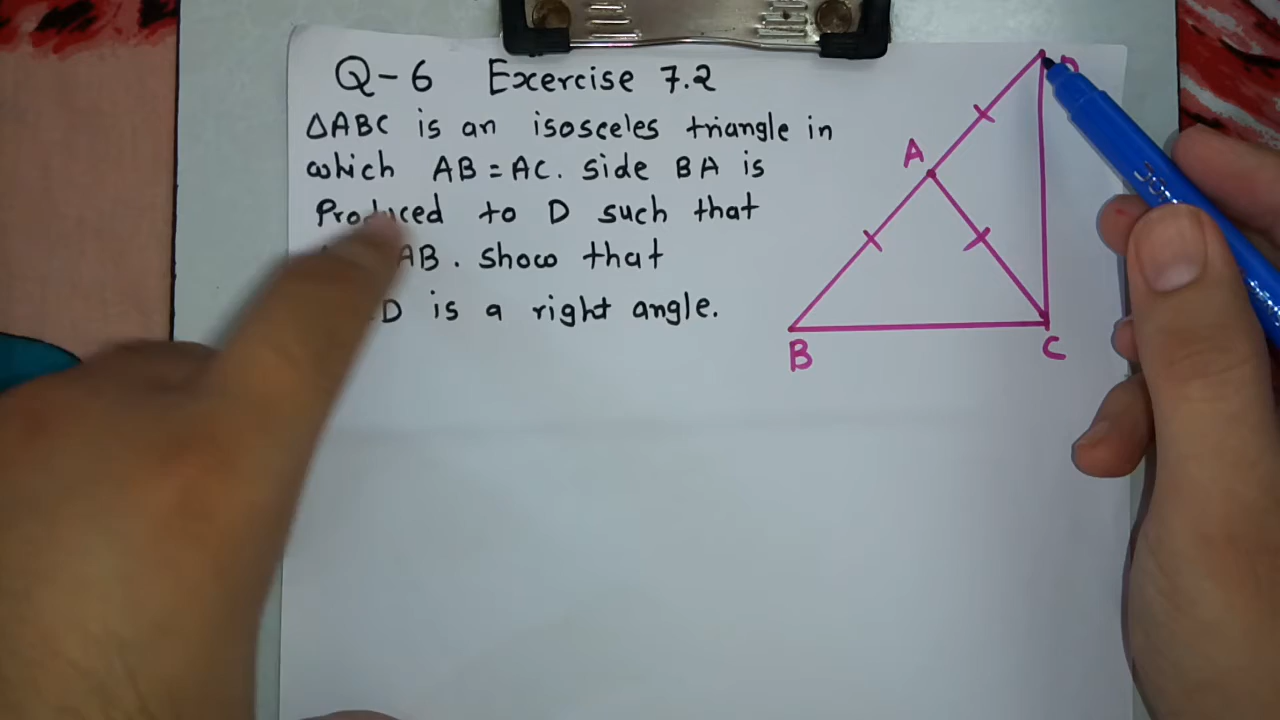 Q-6 Exercise 7.2
△ABC is an isosceles triangle in
which AB = AC. side BA is
Produced to D such that
AB. show that
D is a right angle.
A
B
C